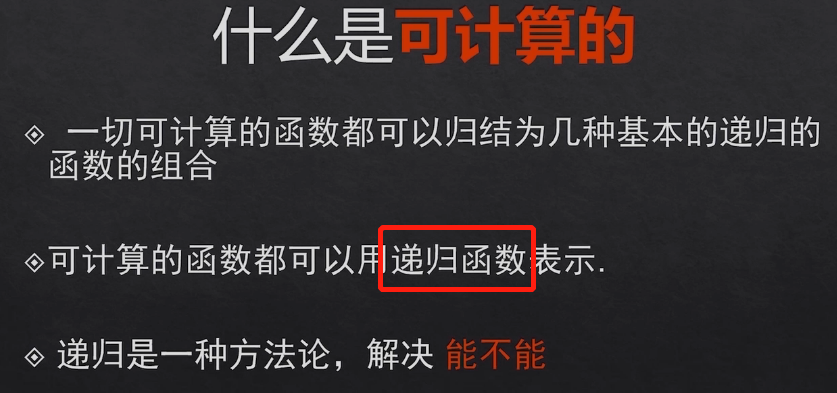 什么是可计算的
一切可计算的函数都可以归结为几种基本的递归的
函数的组合
可计算的函数都可以用递归函数表示.
递归是一种方法论，解决 能不能